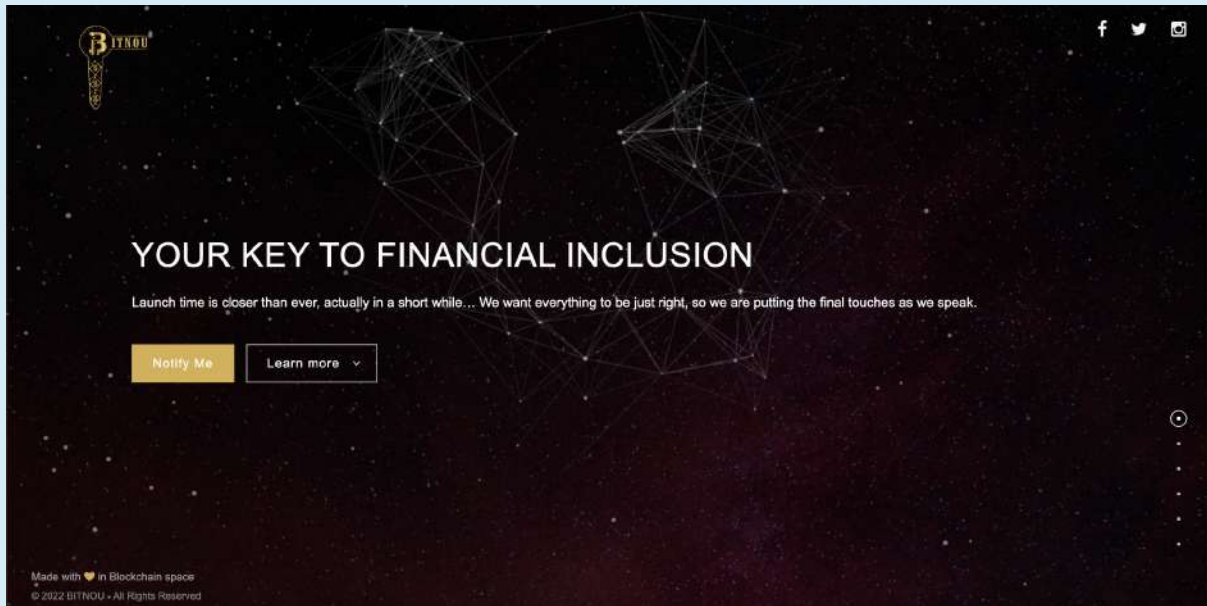 BITNOU
YOUR KEY TO FINANCIAL INCLUSION
Launch time is closer than ever, actually in a short while... We want everything to be just right, so we are putting the final touches as we speak.
Notify Me
Learn more
Made with 🧡 in Blockchain space
© 2022 BITNOU - All Rights Reserved